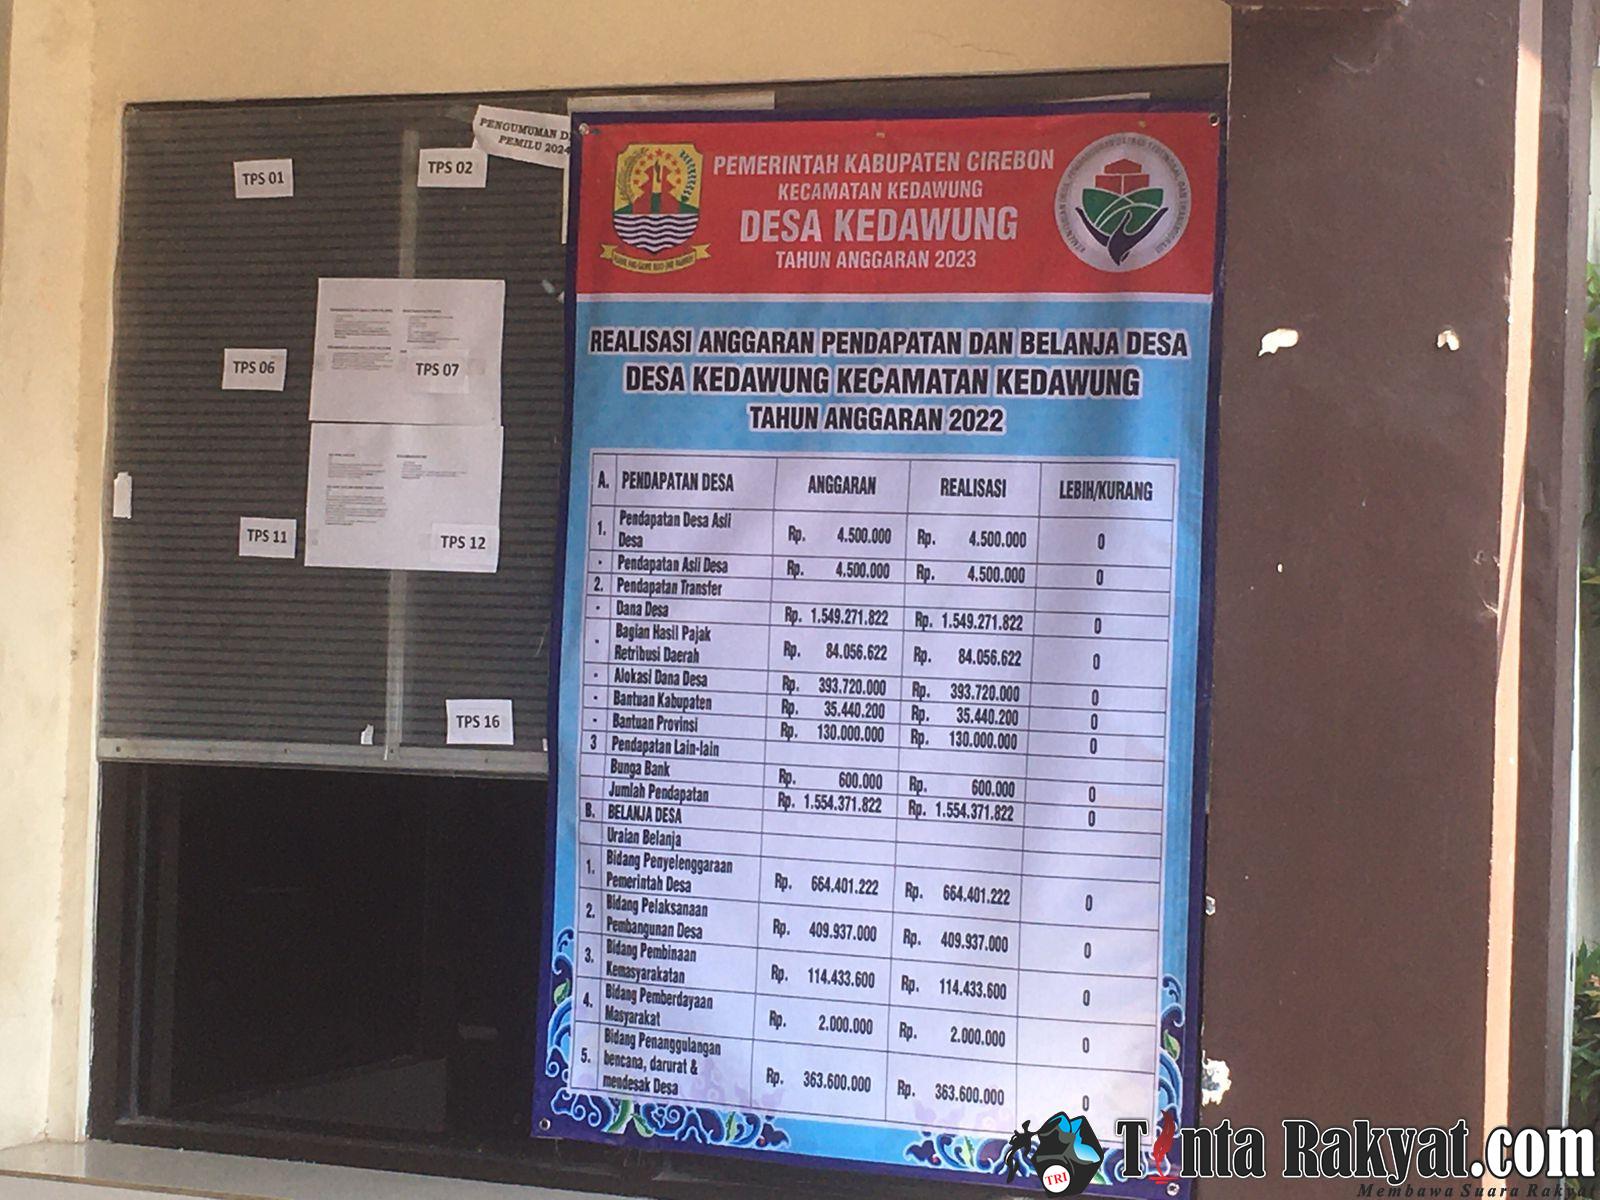 PENGUMUMAN D
PEMILU 2024
TPS 01
TPS 02
TPS 06
TPS 07
TPS 11
TPS 12
TPS 16
PEMERINTAH KABUPATEN CIREBON
KECAMATAN KEDAWUNG
DESA KEDAWUNG
TAHUN ANGGARAN 2023
REALISASI ANGGARAN PENDAPATAN DAN BELANJA DESA
DESA KEDAWUNG KECAMATAN KEDAWUNG
TAHUN ANGGARAN 2022
A. PENDAPATAN DESA ANGGARAN REALISASI LEBIH/KURANG
1. Pendapatan Desa Asli
Desa Rp. 4.500.000 Rp. 4.500.000 0
- Pendapatan Asli Desa Rp. 4.500.000 Rp. 4.500.000 0
2. Pendapatan Transfer
- Dana Desa Rp. 1.549.271.822 Rp. 1.549.271.822 0
- Bagian Hasil Pajak
Retribusi Daerah Rp. 84.056.622 Rp. 84.056.622 0
- Alokasi Dana Desa Rp. 393.720.000 Rp. 393.720.000 0
- Bantuan Kabupaten Rp. 35.440.200 Rp. 35.440.200 0
- Bantuan Provinsi Rp. 130.000.000 Rp. 130.000.000 0
3 Pendapatan Lain-lain
Bunga Bank Rp. 600.000 Rp. 600.000 0
Jumlah Pendapatan Rp. 1.554.371.822 Rp. 1.554.371.822 0
B. BELANJA DESA
Uraian Belanja
1. Bidang Penyelenggaraan
Pemerintah Desa Rp. 664.401.222 Rp. 664.401.222 0
2. Bidang Pelaksanaan
Pembangunan Desa Rp. 409.937.000 Rp. 409.937.000 0
3. Bidang Pembinaan
Kemasyarakatan Rp. 114.433.600 Rp. 114.433.600 0
4. Bidang Pemberdayaan
Masyarakat Rp. 2.000.000 Rp. 2.000.000 0
5. Bidang Penanggulangan
bencana, darurat &
mendesak Desa Rp. 363.600.000 Rp. 363.600.000 0
TRI
Tinta Rakyat.com
Membawa Suara Rakyat